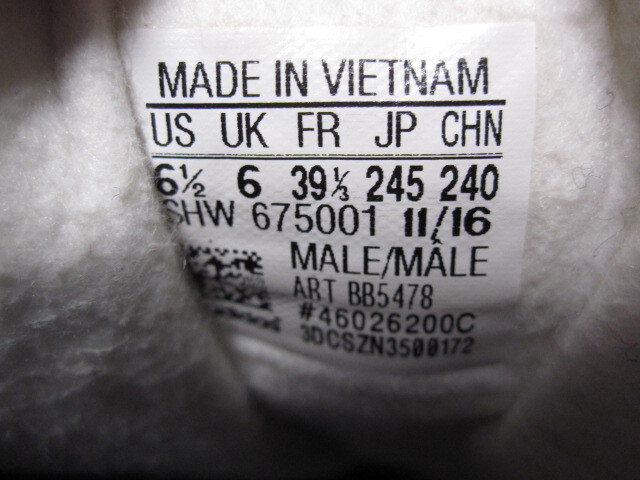 MADE IN VIETNAM
US UK FR JP CHN
6½ 6 39⅓ 245 240
SHW 675001 11/16
MALE/MÂLE
ART BB5478
#46026200C
3DCSZN3500172